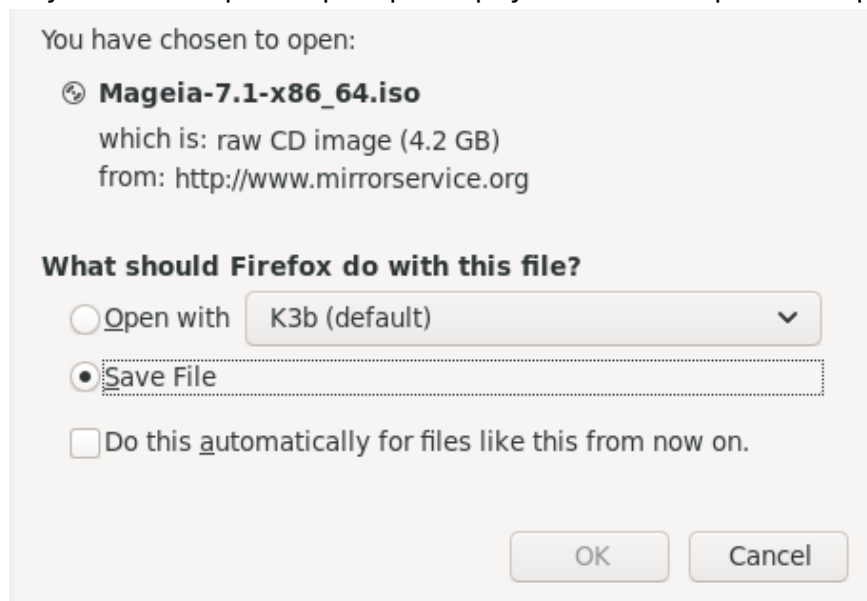 You have chosen to open:
Mageia-7.1-x86_64.iso
which is: raw CD image (4.2 GB)
from: http://www.mirrorservice.org
What should Firefox do with this file?
Open with K3b (default)
Save File
Do this automatically for files like this from now on.
OK Cancel